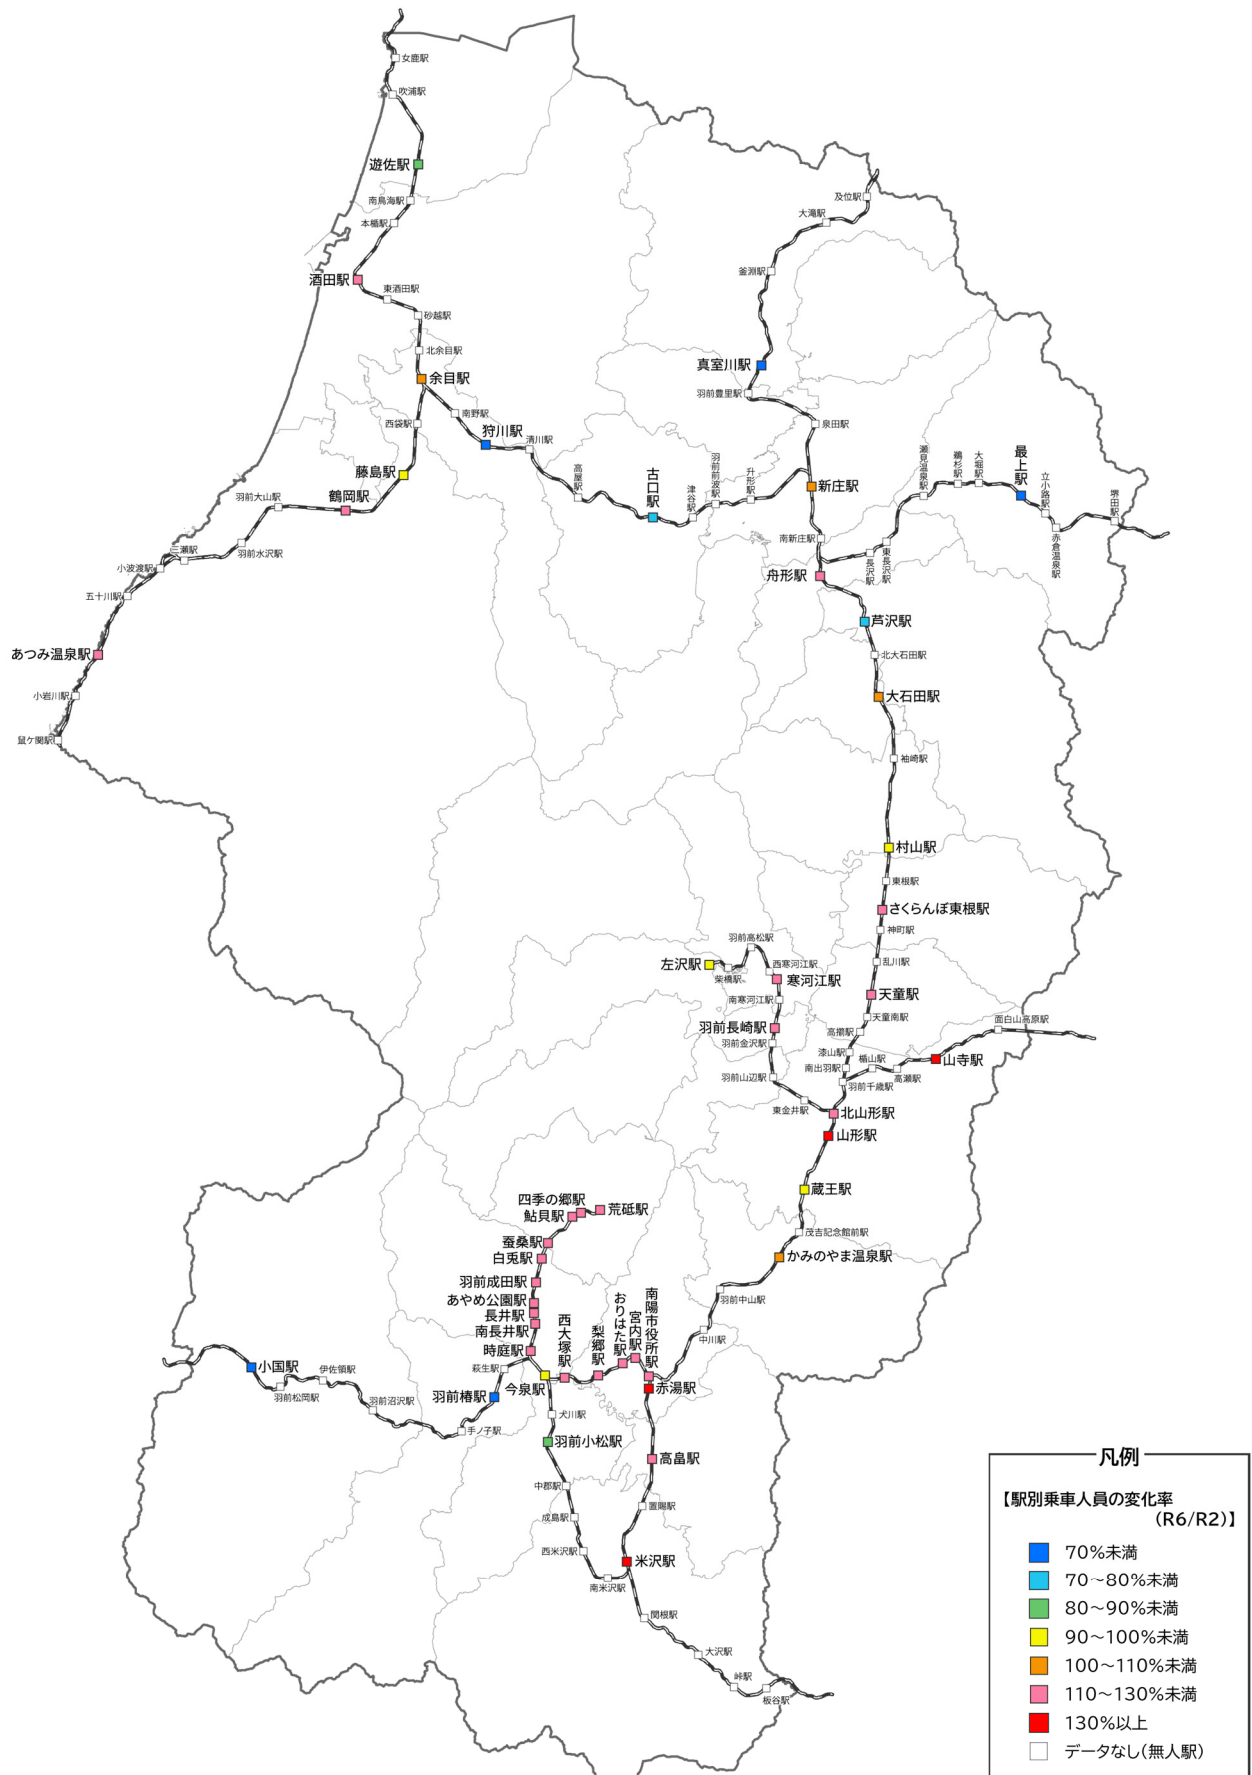 女鹿駅
吹浦駅
遊佐駅
南鳥海駅
本楯駅
酒田駅
東酒田駅
砂越駅
北余目駅
余目駅
南野駅
西袋駅
狩川駅
清川駅
藤島駅
鶴岡駅
羽前大山駅
羽前水沢駅
三瀬駅
小波渡駅
五十川駅
あつみ温泉駅
小岩川駅
鼠ケ関駅
高屋駅
古口駅
津谷駅
羽前前波駅
升形駅
及位駅
大滝駅
釜淵駅
真室川駅
羽前豊里駅
泉田駅
新庄駅
南新庄駅
舟形駅
長沢駅
東長沢駅
瀬見温泉駅
鵜杉駅
大堀駅
最上駅
立小路駅
赤倉温泉駅
堺田駅
芦沢駅
北大石田駅
大石田駅
袖崎駅
村山駅
東根駅
さくらんぼ東根駅
神町駅
乱川駅
天童駅
天童南駅
高擶駅
漆山駅
南出羽駅
羽前千歳駅
楯山駅
高瀬駅
山寺駅
面白山高原駅
左沢駅
柴橋駅
羽前高松駅
西寒河江駅
寒河江駅
南寒河江駅
羽前長崎駅
羽前金沢駅
羽前山辺駅
東金井駅
北山形駅
山形駅
蔵王駅
茂吉記念館前駅
かみのやま温泉駅
羽前中山駅
中川駅
四季の郷駅
荒砥駅
鮎貝駅
蚕桑駅
白兎駅
羽前成田駅
あやめ公園駅
長井駅
南長井駅
時庭駅
萩生駅
今泉駅
西大塚駅
梨郷駅
おりはた駅
宮内駅
南陽市役所駅
赤湯駅
小国駅
羽前松岡駅
伊佐領駅
羽前沼沢駅
手ノ子駅
羽前椿駅
犬川駅
羽前小松駅
中郡駅
成島駅
西米沢駅
南米沢駅
高畠駅
置賜駅
米沢駅
関根駅
大沢駅
峠駅
板谷駅
凡例
【駅別乗車人員の変化率
（R6/R2）】
70%未満
70～80%未満
80～90%未満
90～100%未満
100～110%未満
110～130%未満
130%以上
データなし（無人駅）